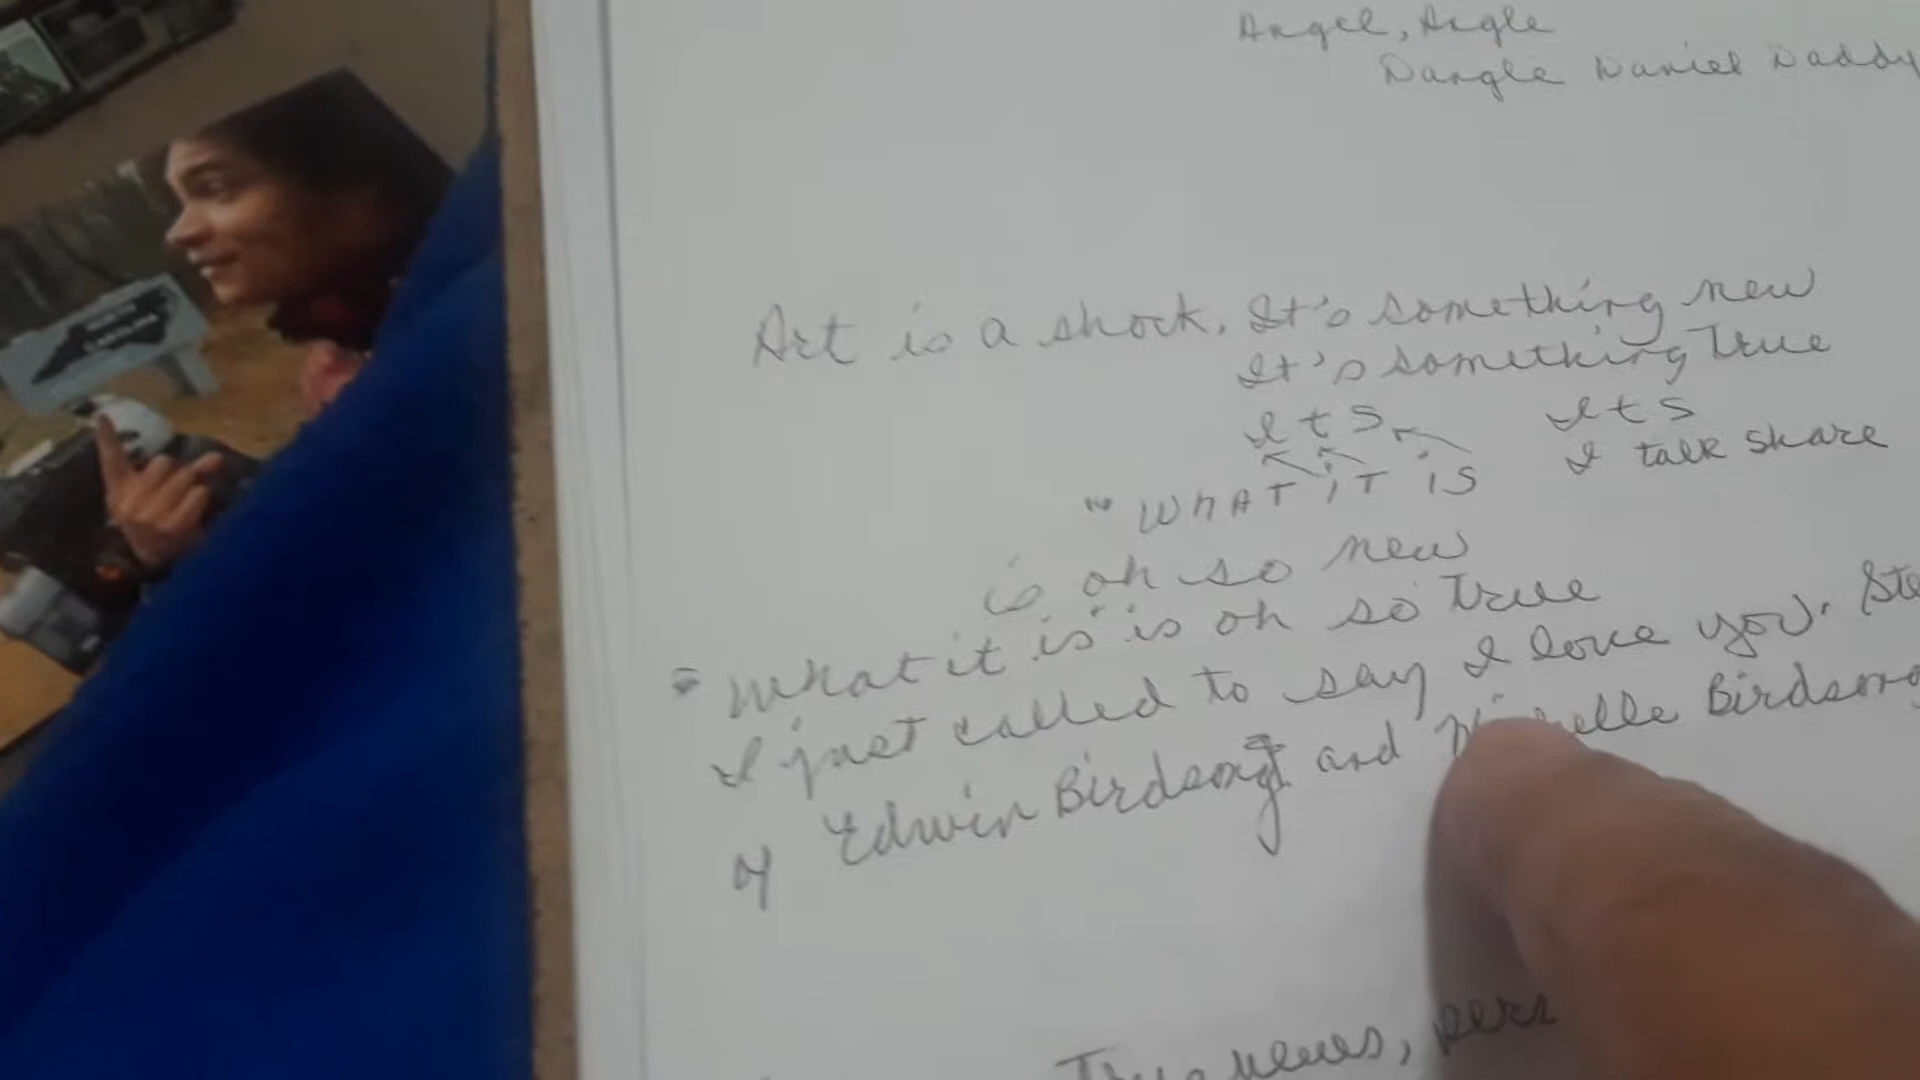 Angel, Angle
Dangle Daniel Daddy
Art is a shock. It's something new
It's something True
Its Its
I talk share
"WhAT iT iS
is oh so new
"What it is" is oh so True
I just called to say I love you. Ste
of Edwin Birdsong and Birdsong
True news, pers